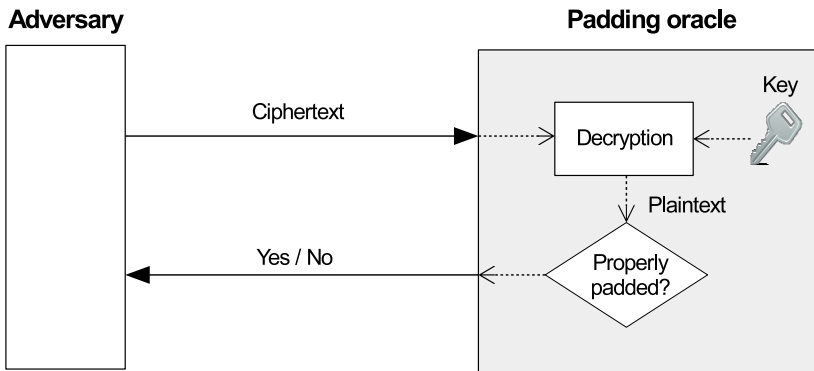 Adversary
Padding oracle
Key
Ciphertext
Decryption
Plaintext
Yes / No
Properly
padded?